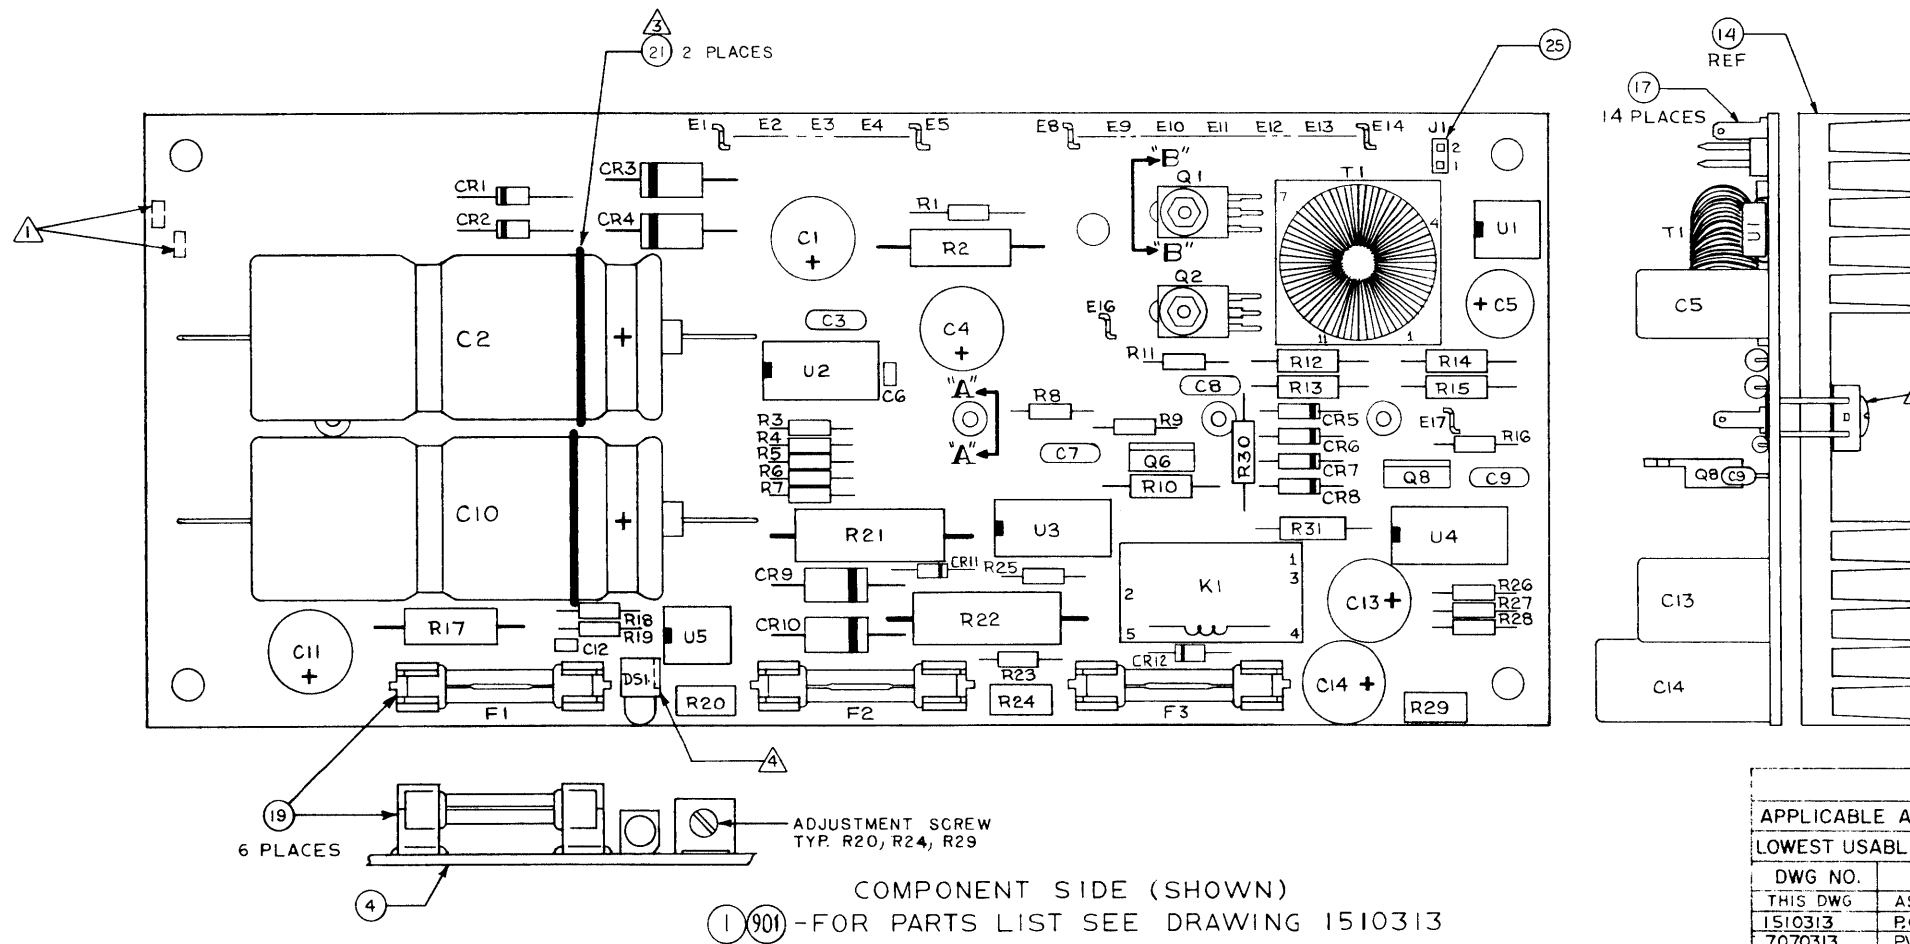 3
21 2 PLACES
25
14
REF
17
14 PLACES
1
E1 E2 E3 E4 E5
E8 E9 E10 E11 E12 E13 E14
J1
2
1
CR1
CR2
CR3
CR4
C1
+
R1
R2
"B"
"B"
Q1
Q2
T1
7
4
11
1
U1
+ C5
T1
U1
C5
C2
+
C3
U2
C6
C4
+
E16
R11
R12
R13
R14
R15
C8
"A"
"A"
R8
R9
R30
CR5
CR6
CR7
CR8
E17
R16
R3
R4
R5
R6
R7
C7
Q6
R10
Q8
C9
Q8 C9
C10
+
R21
U3
R31
U4
CR9
CR11
R25
K1
1
3
2
5
4
C13 +
R26
R27
R28
C13
CR10
R22
R17
R18
R19
C12
U5
C11
+
DS1
R20
R23
R24
CR12
C14 +
R29
C14
F1
F2
F3
4
19
6 PLACES
ADJUSTMENT SCREW
TYP. R20, R24, R29
4
COMPONENT SIDE (SHOWN)
1 901 - FOR PARTS LIST SEE DRAWING 1510313
APPLICABLE A
LOWEST USABL
DWG NO.
THIS DWG AS
1510313 P.C
7070313 PW